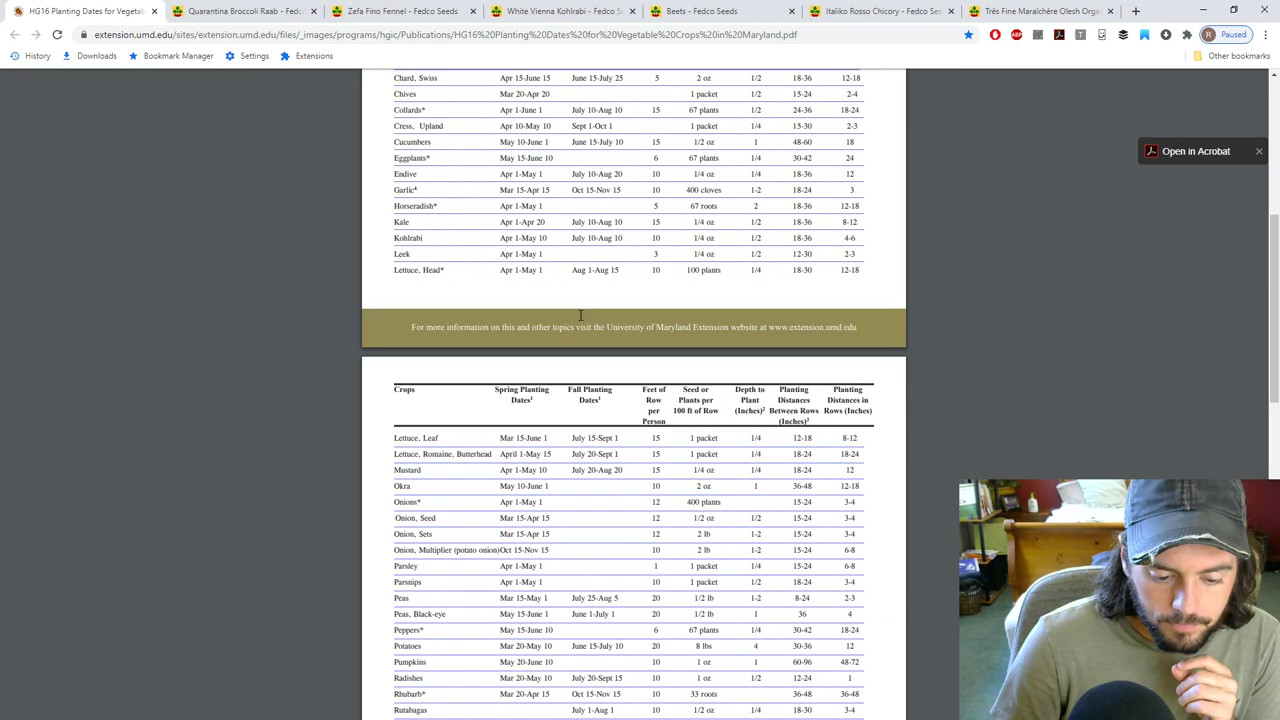 HG16 Planting Dates for Vegetab
Quarantina Broccoli Raab - Fedc
Zefa Fino Fennel - Fedco Seeds
White Vienna Kohlrabi - Fedco Se
Beets - Fedco Seeds
Italiko Rosso Chicory - Fedco See
Très Fine Maraîchère Olesh Orga
extension.umd.edu/sites/extension.umd.edu/files/_images/programs/hgic/Publications/HG16%20Planting%20Dates%20for%20Vegetable%20Crops%20in%20Maryland.pdf
R Paused
History Downloads Bookmark Manager Settings Extensions Other bookmarks
Open in Acrobat
Chard, Swiss Apr 15-June 15 June 15-July 25 5 2 oz 1/2 18-36 12-18
Chives Mar 20-Apr 20 1 packet 1/2 15-24 2-4
Collards* Apr 1-June 1 July 10-Aug 10 15 67 plants 1/2 24-36 18-24
Cress, Upland Apr 10-May 10 Sept 1-Oct 1 1 packet 1/4 15-30 2-3
Cucumbers May 10-June 1 June 15-July 10 15 1/2 oz 1 48-60 18
Eggplants* May 15-June 10 6 67 plants 1/4 30-42 24
Endive Apr 1-May 1 July 10-Aug 20 10 1/4 oz 1/4 18-36 12
Garlic⁴ Mar 15-Apr 15 Oct 15-Nov 15 10 400 cloves 1-2 18-24 3
Horseradish* Apr 1-May 1 5 67 roots 2 18-36 12-18
Kale Apr 1-Apr 20 July 10-Aug 10 15 1/4 oz 1/2 18-36 8-12
Kohlrabi Apr 1-May 10 July 10-Aug 10 10 1/4 oz 1/2 18-36 4-6
Leek Apr 1-May 1 3 1/4 oz 1/2 12-30 2-3
Lettuce, Head* Apr 1-May 1 Aug 1-Aug 15 10 100 plants 1/4 18-30 12-18
For more information on this and other topics visit the University of Maryland Extension website at www.extension.umd.edu
Crops Spring Planting Fall Planting Feet of Seed or Depth to Planting Planting
Dates¹ Dates¹ Row Plants per Plant Distances Distances in
per 100 ft of Row (Inches)² Between Rows Rows (Inches)
Person (Inches)³
Lettuce, Leaf Mar 15-June 1 July 15-Sept 1 15 1 packet 1/4 12-18 8-12
Lettuce, Romaine, Butterhead April 1-May 15 July 20-Sept 1 15 1 packet 1/4 18-24 18-24
Mustard Apr 1-May 10 July 20-Aug 20 15 1/4 oz 1/4 18-24 12
Okra May 10-June 1 10 2 oz 1 36-48 12-18
Onions* Apr 1-May 1 12 400 plants 15-24 3-4
Onion, Seed Mar 15-Apr 15 12 1/2 oz 1/2 15-24 3-4
Onion, Sets Mar 15-Apr 15 12 2 lb 1-2 15-24 3-4
Onion, Multiplier (potato onion)Oct 15-Nov 15 10 2 lb 1-2 15-24 6-8
Parsley Apr 1-May 1 1 1 packet 1/4 15-24 6-8
Parsnips Apr 1-May 1 10 1 packet 1/2 18-24 3-4
Peas Mar 15-May 1 July 25-Aug 5 20 1/2 lb 1-2 8-24 2-3
Peas, Black-eye May 15-June 1 June 1-July 1 20 1/2 lb 1 36 4
Peppers* May 15-June 10 6 67 plants 1/4 30-42 18-24
Potatoes Mar 20-May 10 June 15-July 10 20 8 lbs 4 30-36 12
Pumpkins May 20-June 10 10 1 oz 1 60-96 48-72
Radishes Mar 20-May 10 July 20-Sept 15 10 1 oz 1/2 12-24 1
Rhubarb* Mar 20-Apr 15 Oct 15-Nov 15 10 33 roots 36-48 36-48
Rutabagas July 1-Aug 1 10 1/2 oz 1/4 18-30 3-4